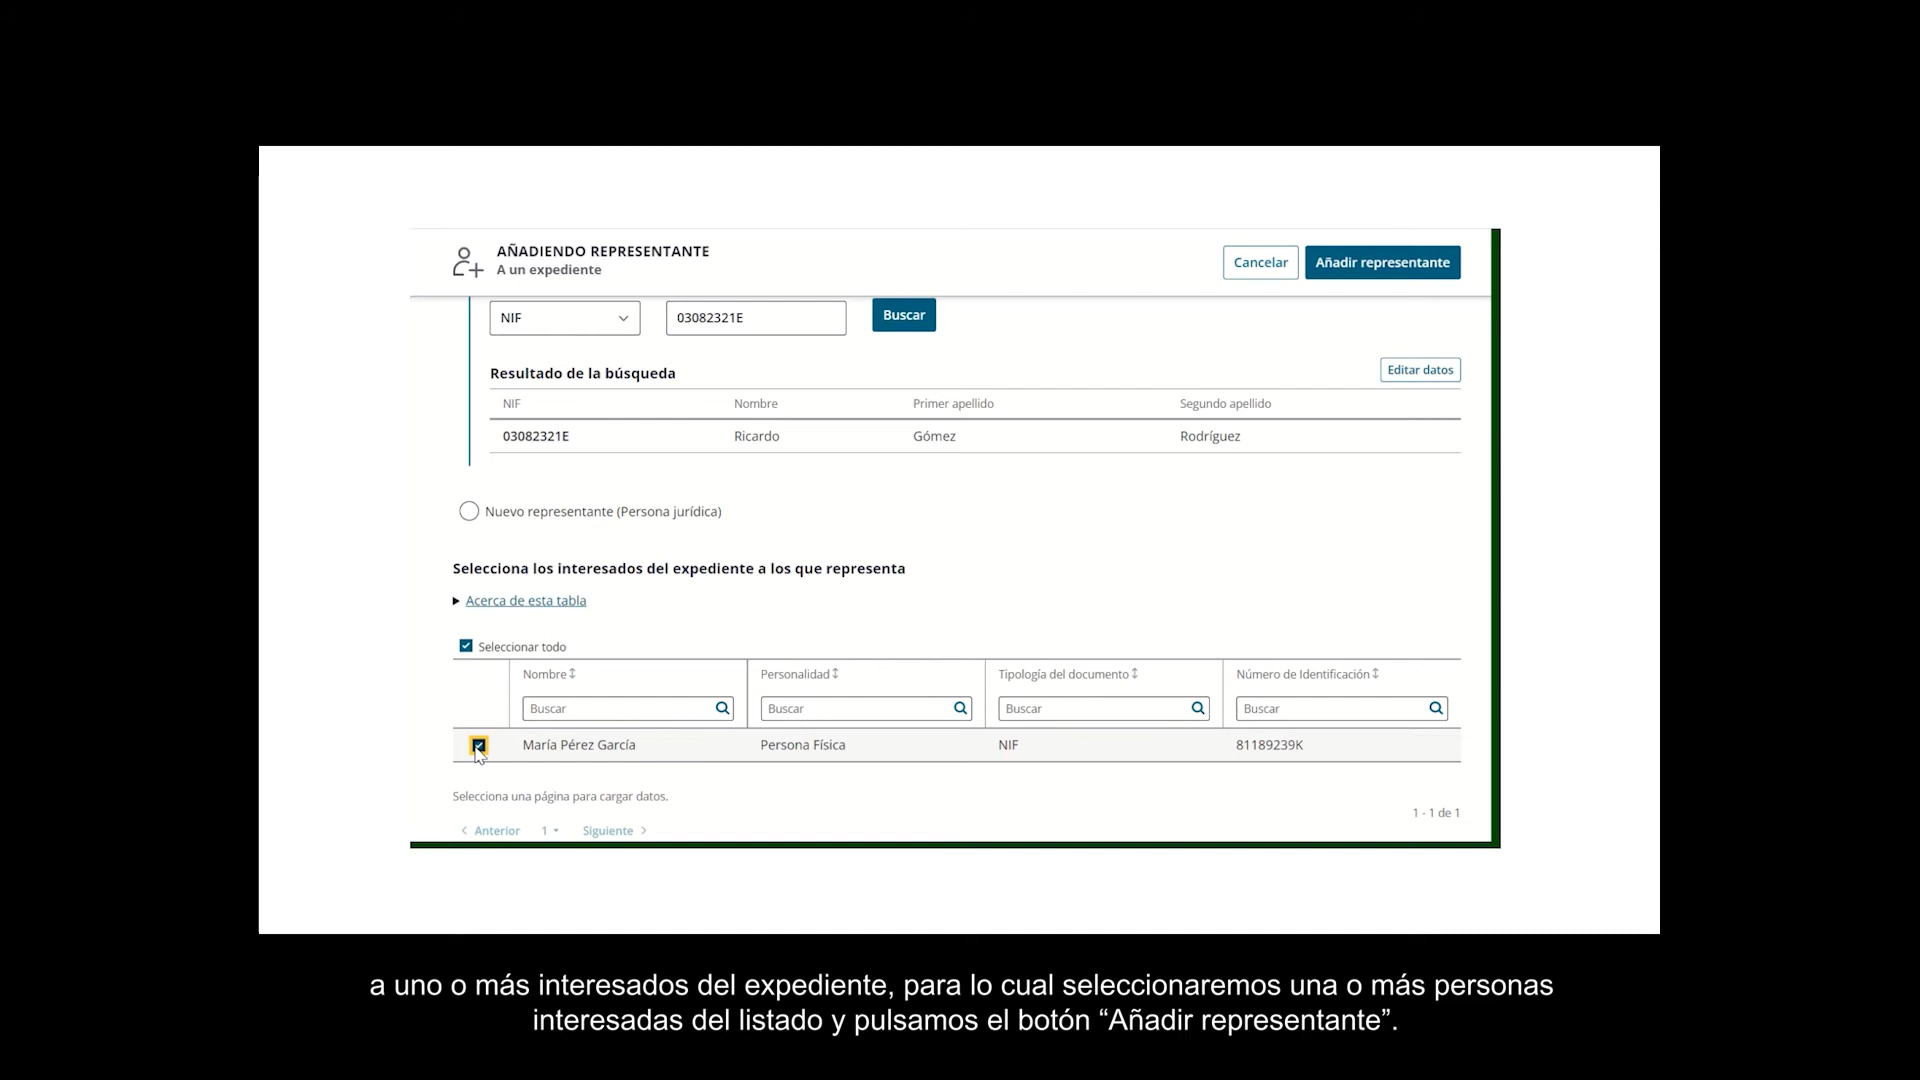 AÑADIENDO REPRESENTANTE
A un expediente
Cancelar
Añadir representante
NIF
03082321E
Buscar
Resultado de la búsqueda
Editar datos
NIF Nombre Primer apellido Segundo apellido
03082321E Ricardo Gómez Rodríguez
Nuevo representante (Persona jurídica)
Selecciona los interesados del expediente a los que representa
Acerca de esta tabla
Seleccionar todo
Nombre Personalidad Tipología del documento Número de Identificación
Buscar Buscar Buscar Buscar
María Pérez García Persona Física NIF 81189239K
Selecciona una página para cargar datos.
1 - 1 de 1
Anterior 1 Siguiente
a uno o más interesados del expediente, para lo cual seleccionaremos una o más personas
interesadas del listado y pulsamos el botón “Añadir representante”.